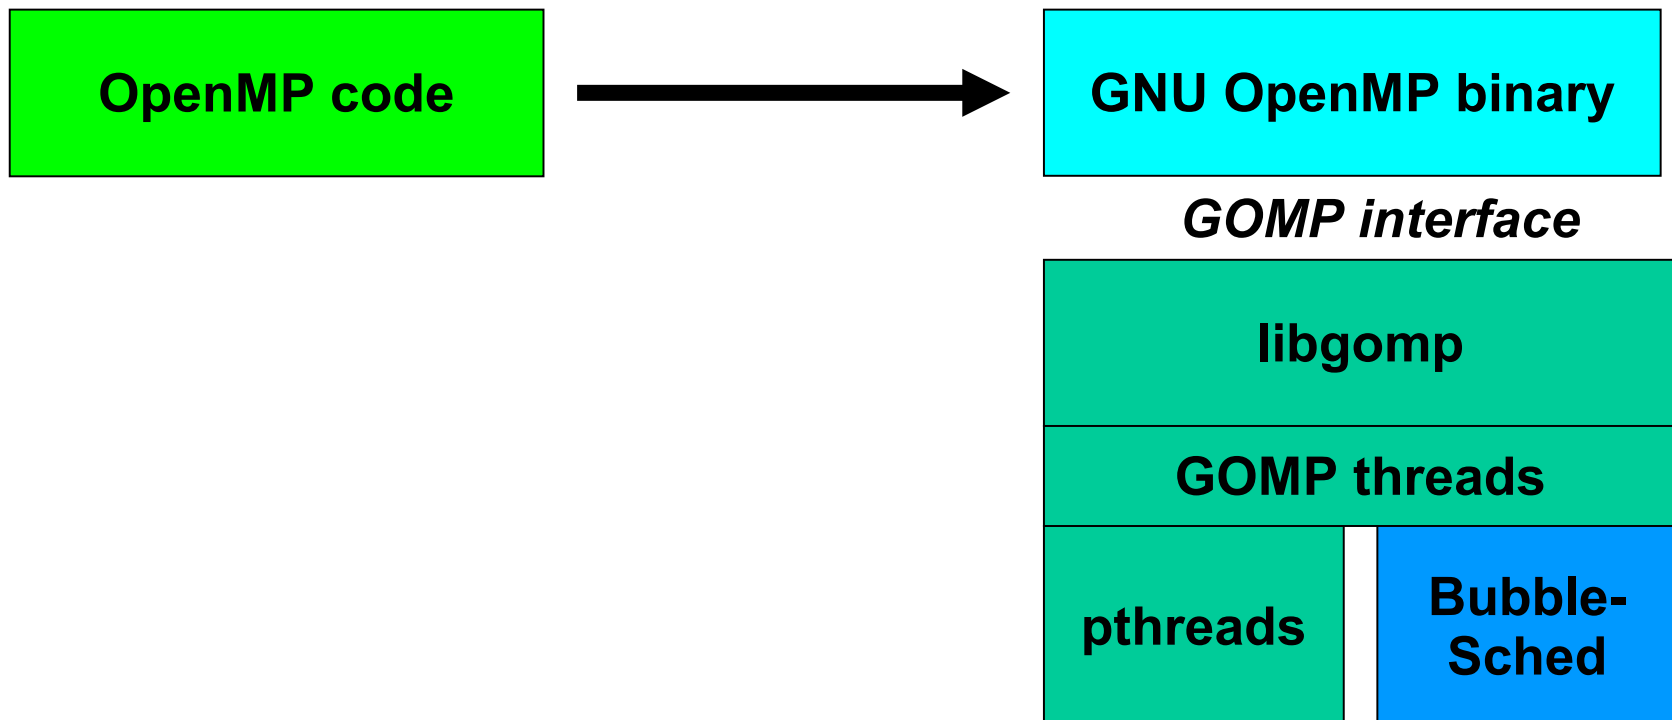 OpenMP code
GNU OpenMP binary
GOMP interface
libgomp
GOMP threads
pthreads
Bubble-
Sched